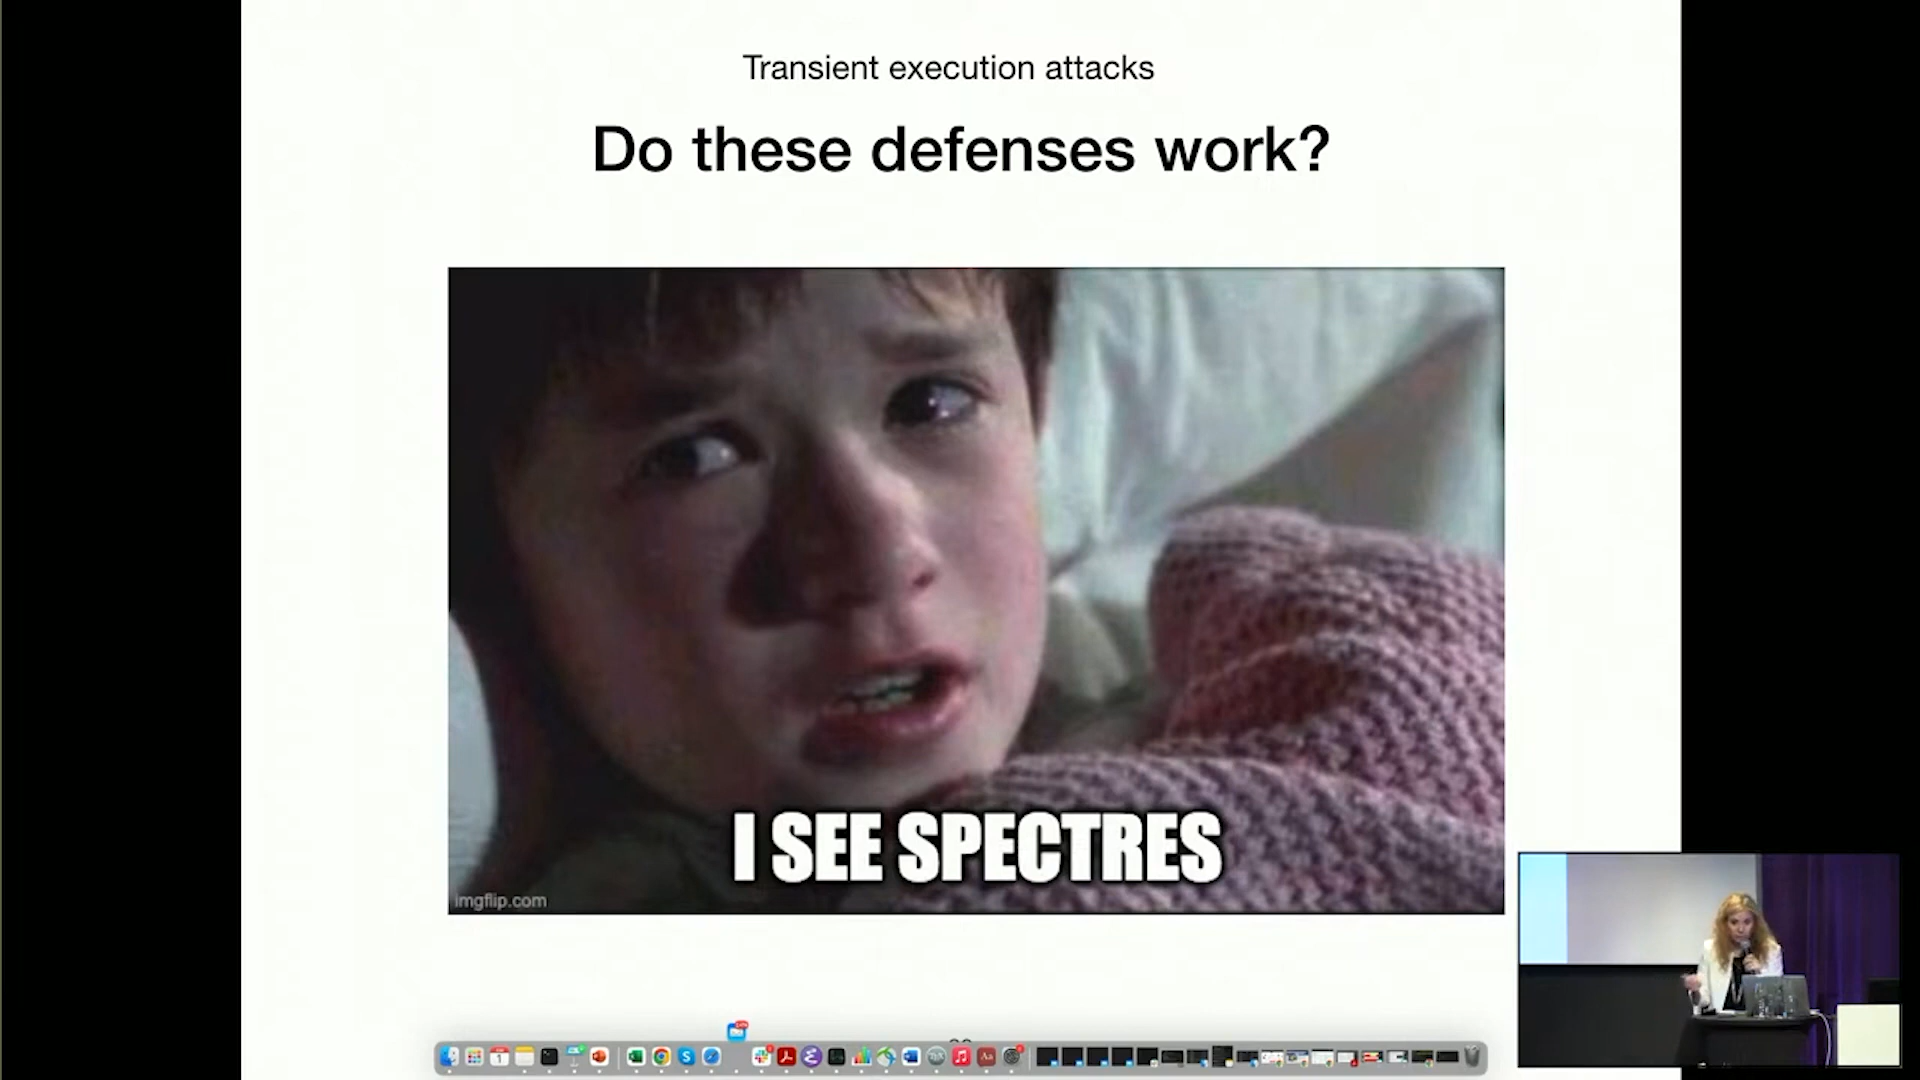 Transient execution attacks
Do these defenses work?
I SEE SPECTRES
imgflip.com